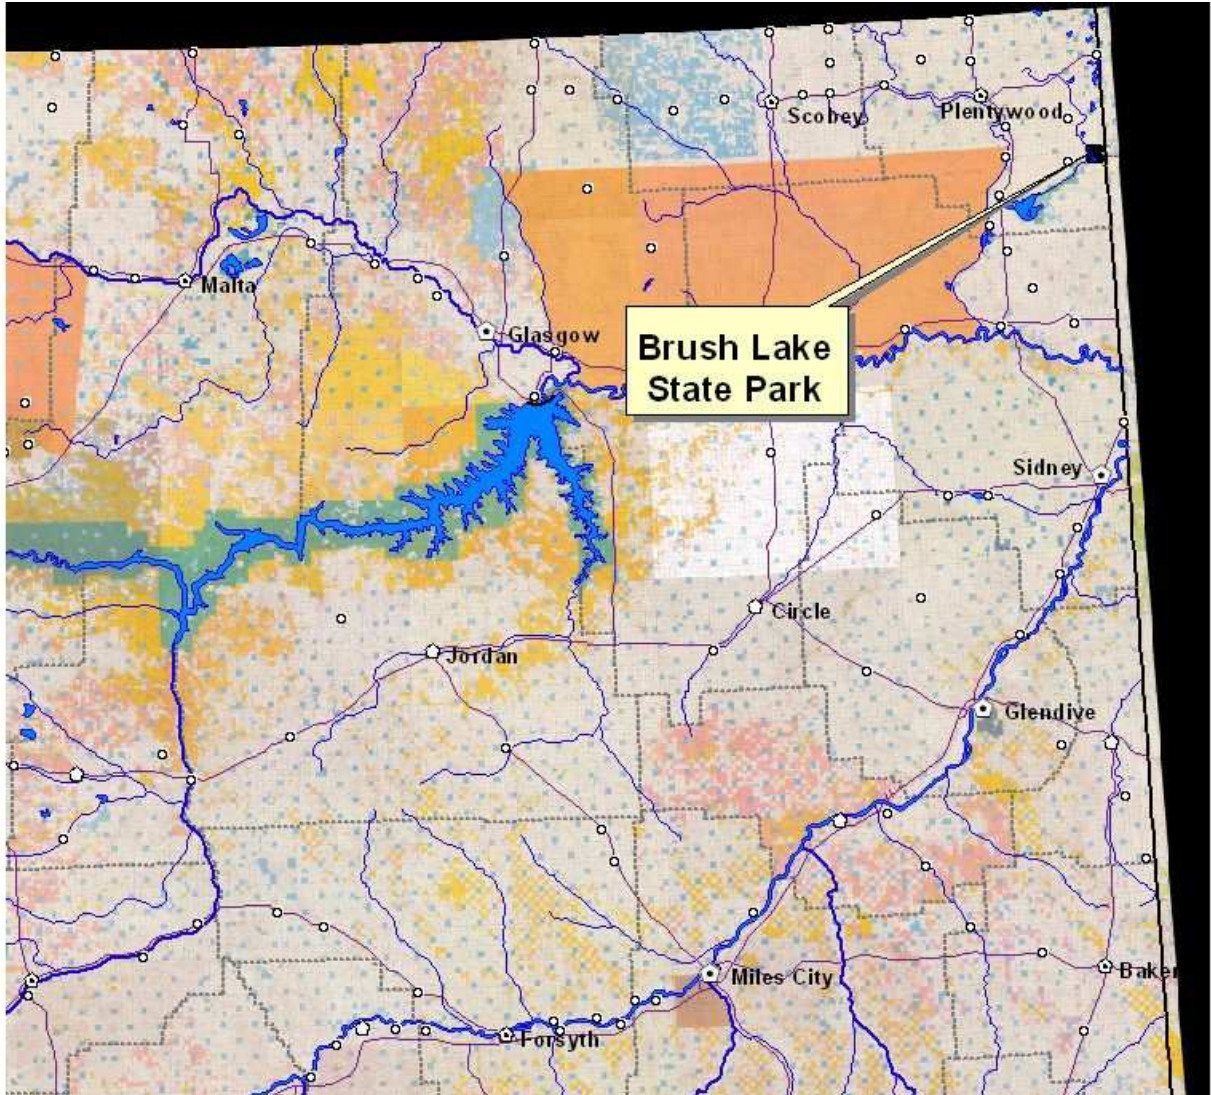 Scobey
Plentywood
Malta
Glasgow
Brush Lake
State Park
Sidney
Circle
Jordan
Glendive
Miles City
Baker
Forsyth